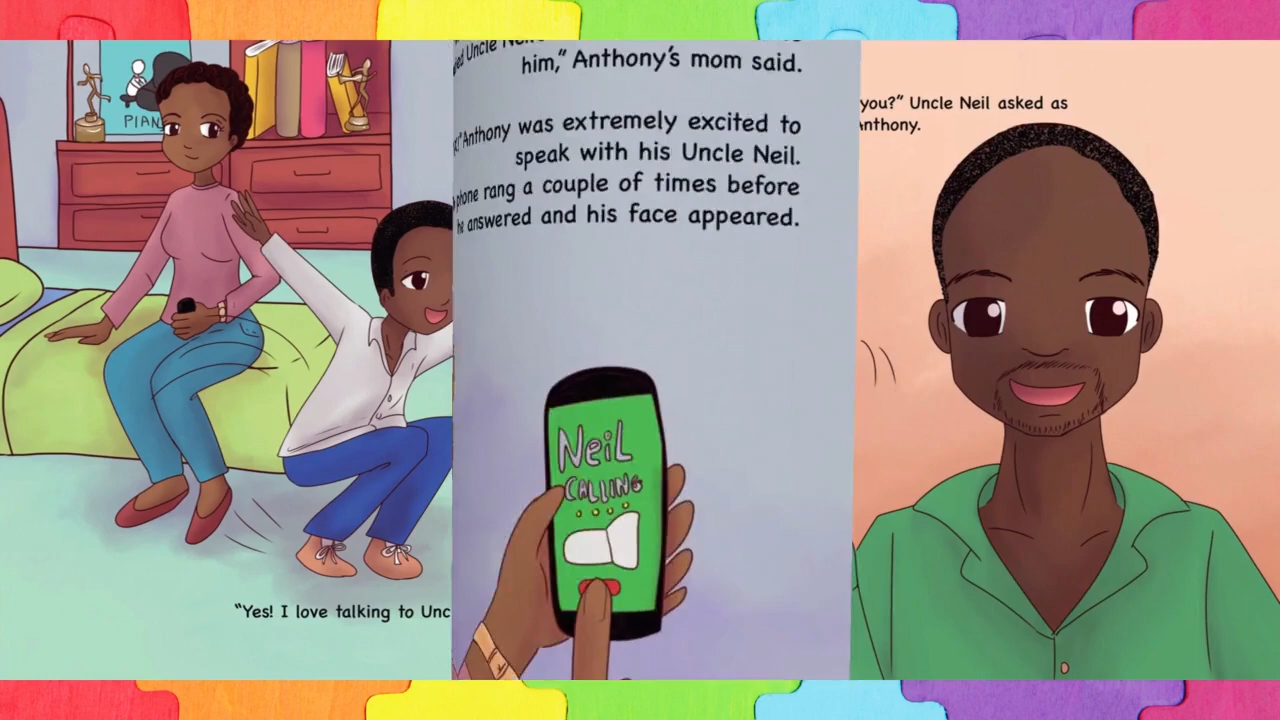 PIAN
"Yes! I love talking to Unc
Uncle
him," Anthony's mom said.
Anthony was extremely excited to
speak with his Uncle Neil.
phone rang a couple of times before
he answered and his face appeared.
NeiL
CALLING
you?" Uncle Neil asked as
Anthony.